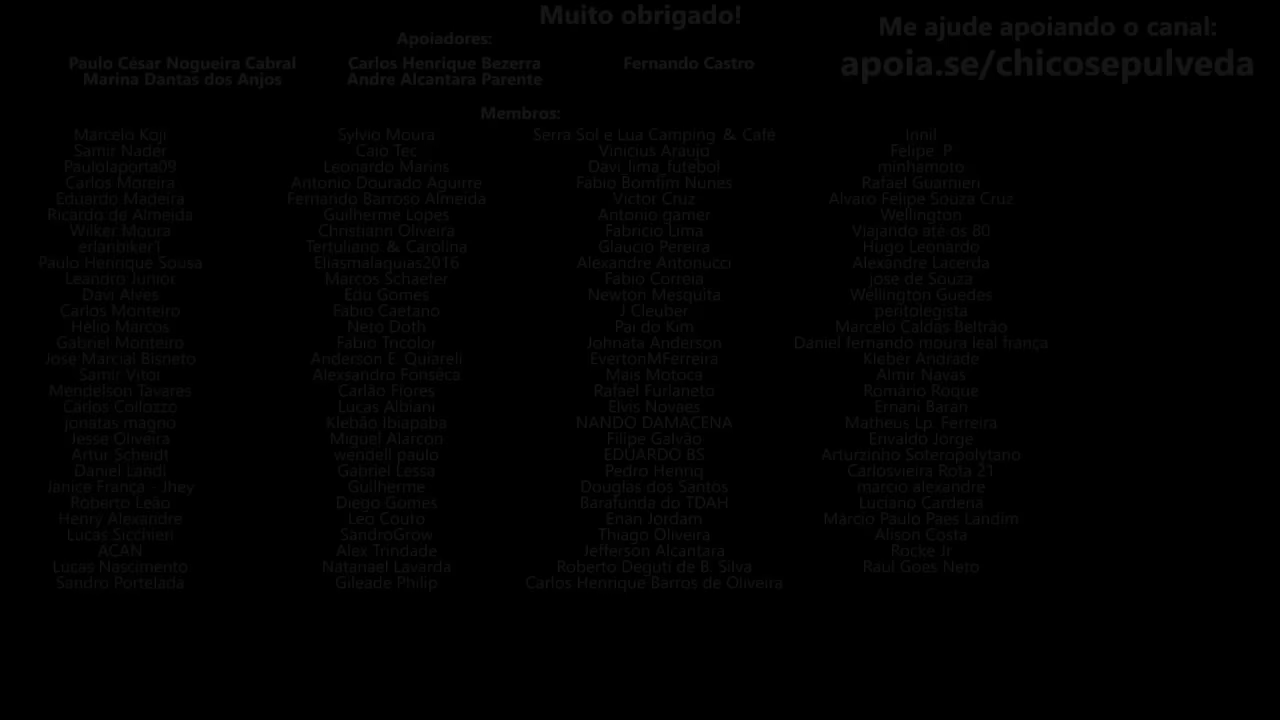 Muito obrigado!
Me ajude apoiando o canal:
apoia.se/chicosepulveda
Apoiadores:
Paulo César Nogueira Cabral
Marina Dantas dos Anjos
Carlos Henrique Bezerra
Andre Alcantara Parente
Fernando Castro
Membros:
Marcelo Koji
Samir Nader
Paulolaporta09
Carlos Moreira
Eduardo Madeira
Ricardo de Almeida
Wilker Moura
erlanbiker1
Paulo Henrique Sousa
Leandro Junior
Davi Alves
Carlos Monteiro
Hélio Marcos
Gabriel Monteiro
Jose Marcial Bisneto
Samir Vitor
Mendelson Tavares
Carlos Collozzo
jonatas magno
Jesse Oliveira
Artur Scheidt
Daniel Landi
Janice França - Jhey
Roberto Leão
Henry Alexandre
Lucas Sicchieri
ACAN
Lucas Nascimento
Sandro Portelada
Sylvio Moura
Caio Tec
Leonardo Marins
Antonio Dourado Aguirre
Fernando Barroso Almeida
Guilherme Lopes
Christiann Oliveira
Tertuliano & Carolina
Eliasmalaguias2016
Marcos Schaefer
Edu Gomes
Fabio Caetano
Neto Doth
Fábio Tricolor
Anderson E. Quiareli
Alexsandro Fonsêca
Carlão Flores
Lucas Albiani
Klebão Ibiapaba
Miguel Alarcon
wendell paulo
Gabriel Lessa
Guilherme
Diego Gomes
Leo Couto
SandroGrow
Alex Trindade
Natanael Lavarda
Gileade Philip
Serra Sol e Lua Camping & Café
Vinícius Araujo
Davi_lima_futebol
Fabio Bomfim Nunes
Victor Cruz
Antonio gamer
Fabricio Lima
Glaucio Pereira
Alexandre Antonucci
Fabio Correia
Newton Mesquita
J Cleuber
Pai do Kim
Johnata Anderson
EvertonMFerreira
Mais Motoca
Rafael Furlaneto
Elvis Novaes
NANDO DAMACENA
Filipe Galvão
EDUARDO BS
Pedro Henriq
Douglas dos Santos
Barafunda do TDAH
Enan Jordam
Thiago Oliveira
Jefferson Alcantara
Roberto Deguti de B. Silva
Carlos Henrique Barros de Oliveira
Felipe_P
minhamoto
Rafael Guarnieri
Alvaro Felipe Souza Cruz
Wellington
Viajando até os 80
Hugo Leonardo
Alexandre Lacerda
jose de Souza
Wellington Guedes
peritolegista
Marcelo Caldas Beltrão
Daniel fernando moura leal frança
Kleber Andrade
Almir Navas
Romário Roque
Ernani Baran
Matheus Lp. Ferreira
Erivaldo Jorge
Arturzinho Soteropolytano
Carlosvieira Rota 21
marcio alexandre
Luciano Cardena
Márcio Paulo Paes Landim
Alison Costa
Rocke Jr
Raul Goes Neto